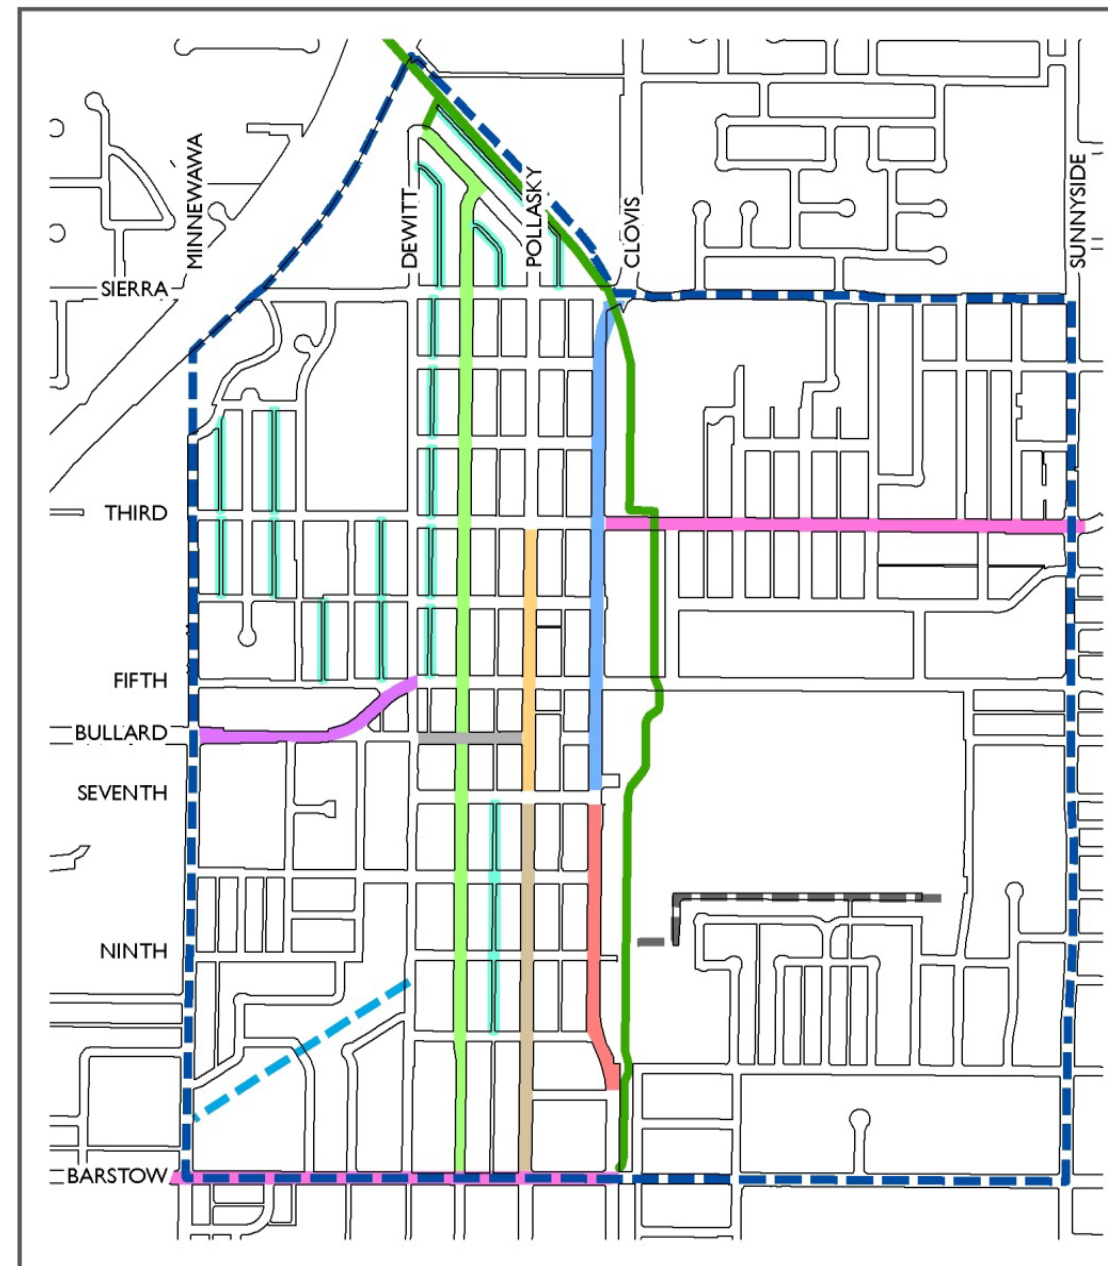 MINNEWAWA
DEWITT
POLLASKY
CLOVIS
SUNNYSIDE
SIERRA
THIRD
FIFTH
BULLARD
SEVENTH
NINTH
BARSTOW